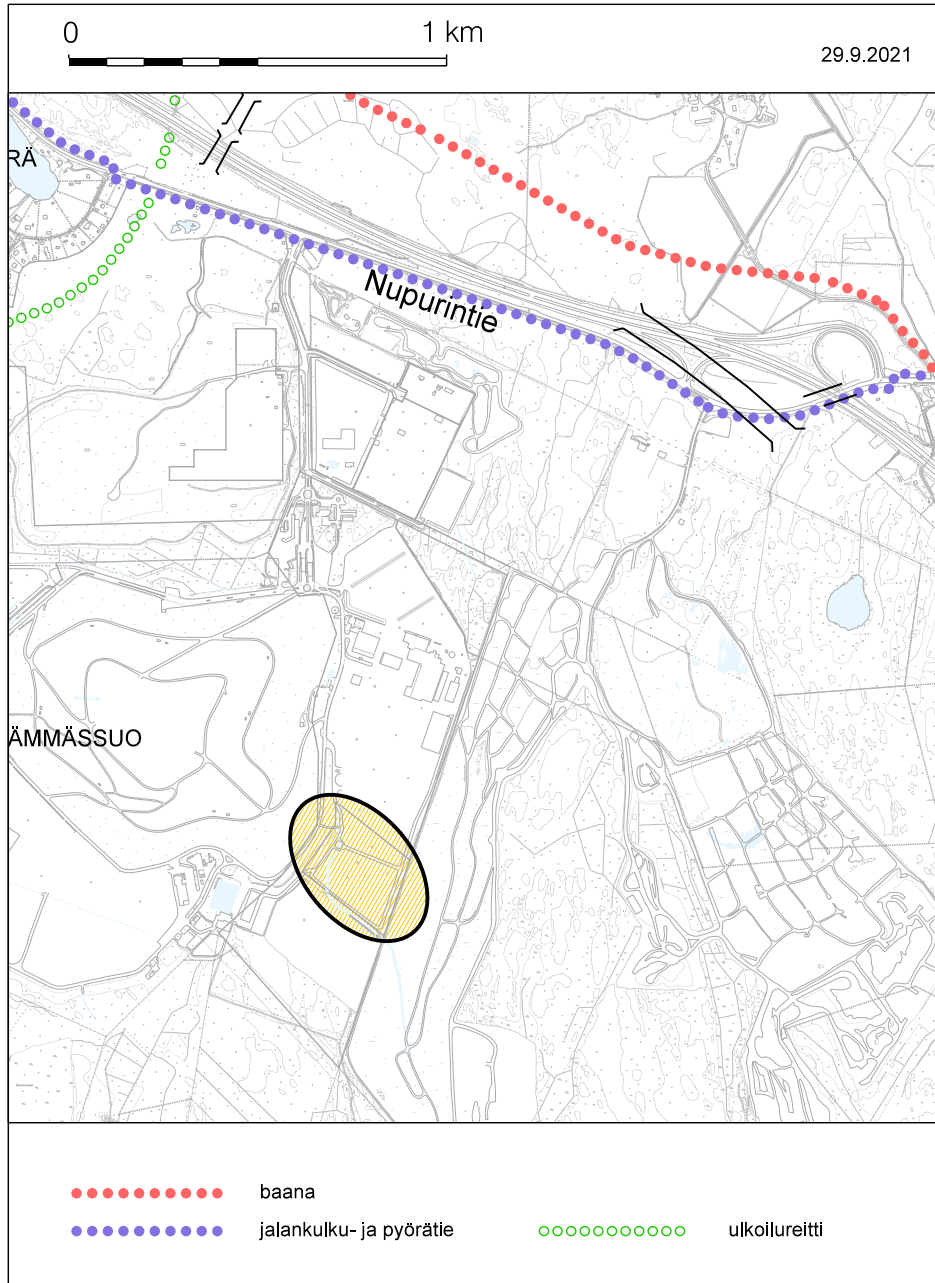 0 1 km
29.9.2021
RÄ
Nupurintie
ÄMMÄSSUO
baana
jalankulku- ja pyörätie ulkoilureitti